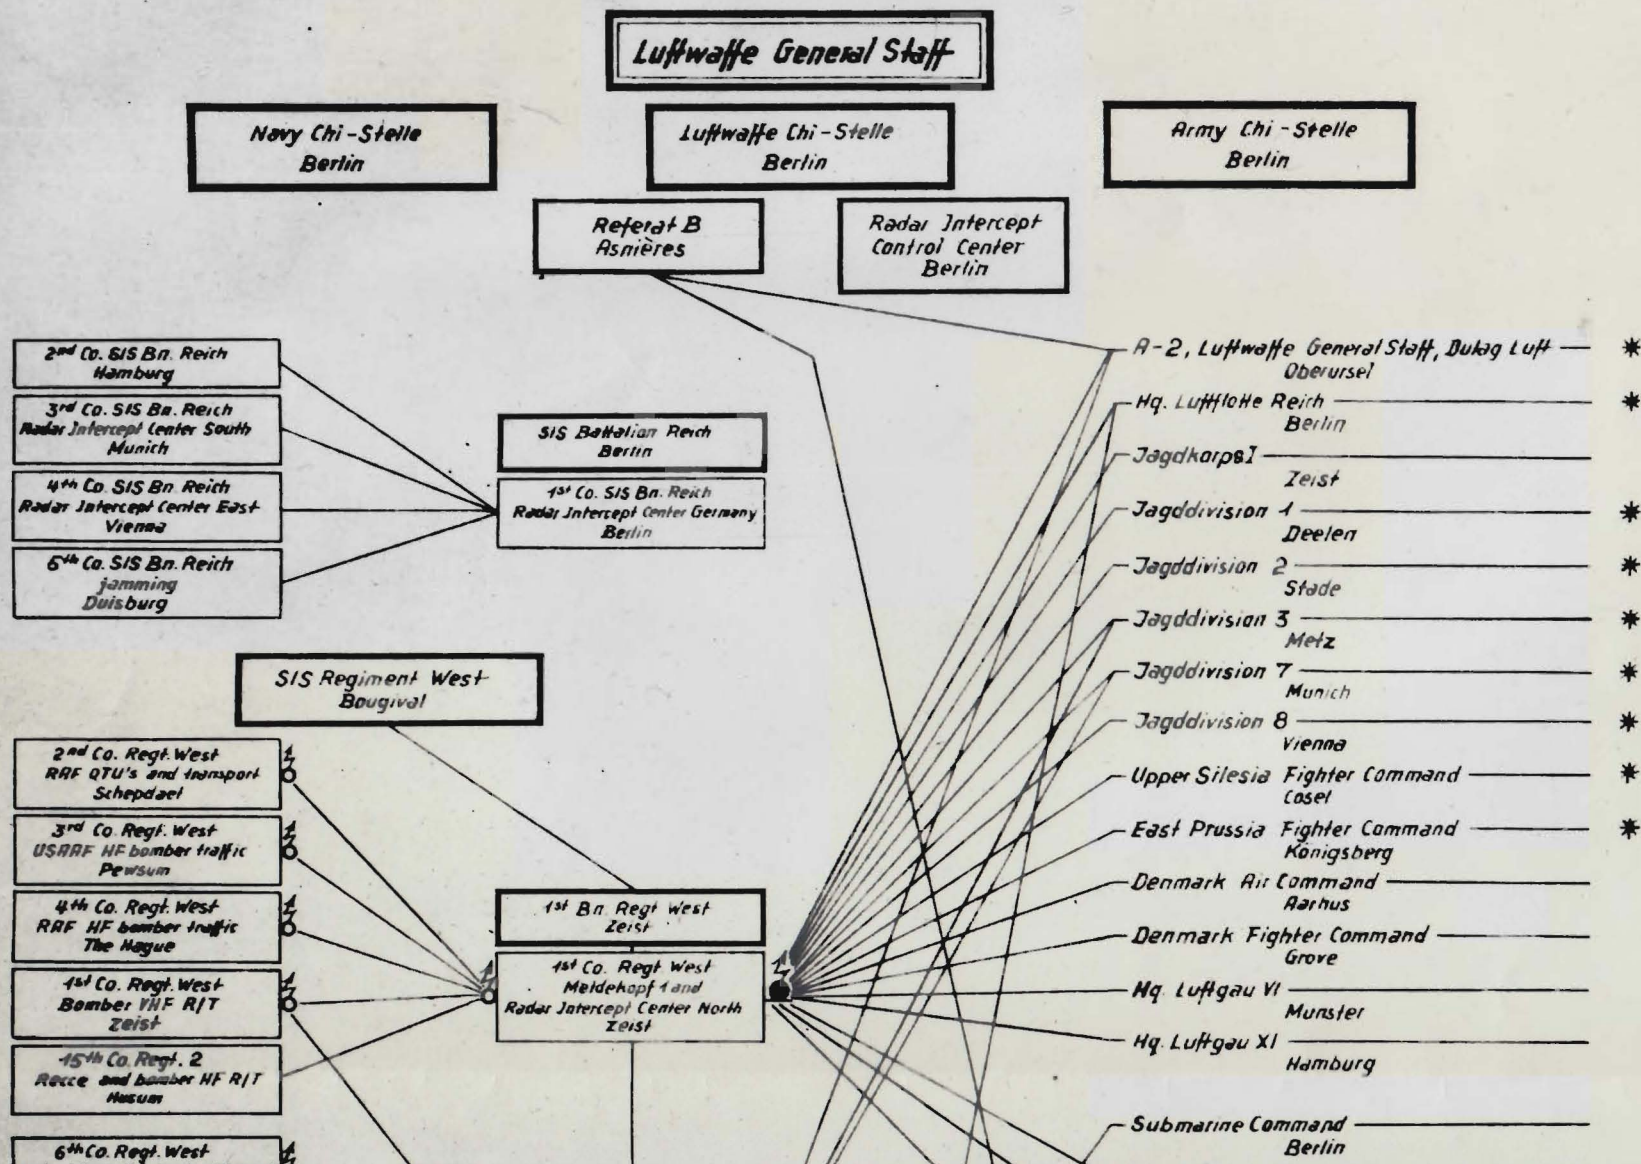 Luftwaffe General Staff
Navy Chi-Stelle
Berlin
Luftwaffe Chi-Stelle
Berlin
Army Chi-Stelle
Berlin
Referat B
Asnières
Radar Intercept
Control Center
Berlin
2nd Co. SIS Bn. Reich
Hamburg
3rd Co. SIS Bn. Reich
Radar Intercept Center South
Munich
4th Co. SIS Bn. Reich
Radar Intercept Center East
Vienna
5th Co. SIS Bn. Reich
jamming
Duisburg
SIS Battalion Reich
Berlin
1st Co. SIS Bn. Reich
Radar Intercept Center Germany
Berlin
SIS Regiment West
Bougival
2nd Co. Regt. West
RAF OTU's and transport
Schepdael
3rd Co. Regt. West
USAAF HF bomber traffic
Pewsum
4th Co. Regt. West
RAF HF bomber traffic
The Hague
1st Co. Regt. West
Bomber VHF R/T
Zeist
15th Co. Regt. 2
Recce and bomber HF R/T
Husum
6th Co. Regt. West
1st Bn. Regt West
Zeist
1st Co. Regt. West
Meldekopf 1 and
Radar Intercept Center North
Zeist
A-2, Luftwaffe General Staff, Dulag Luft
Oberursel
Hq. Luftflotte Reich
Berlin
Jagdkorps I
Zeist
Jagddivision 1
Deelen
Jagddivision 2
Stade
Jagddivision 3
Metz
Jagddivision 7
Munich
Jagddivision 8
Vienna
Upper Silesia Fighter Command
Cosel
East Prussia Fighter Command
Königsberg
Denmark Air Command
Aarhus
Denmark Fighter Command
Grove
Hq. Luftgau VI
Munster
Hq. Luftgau XI
Hamburg
Submarine Command
Berlin